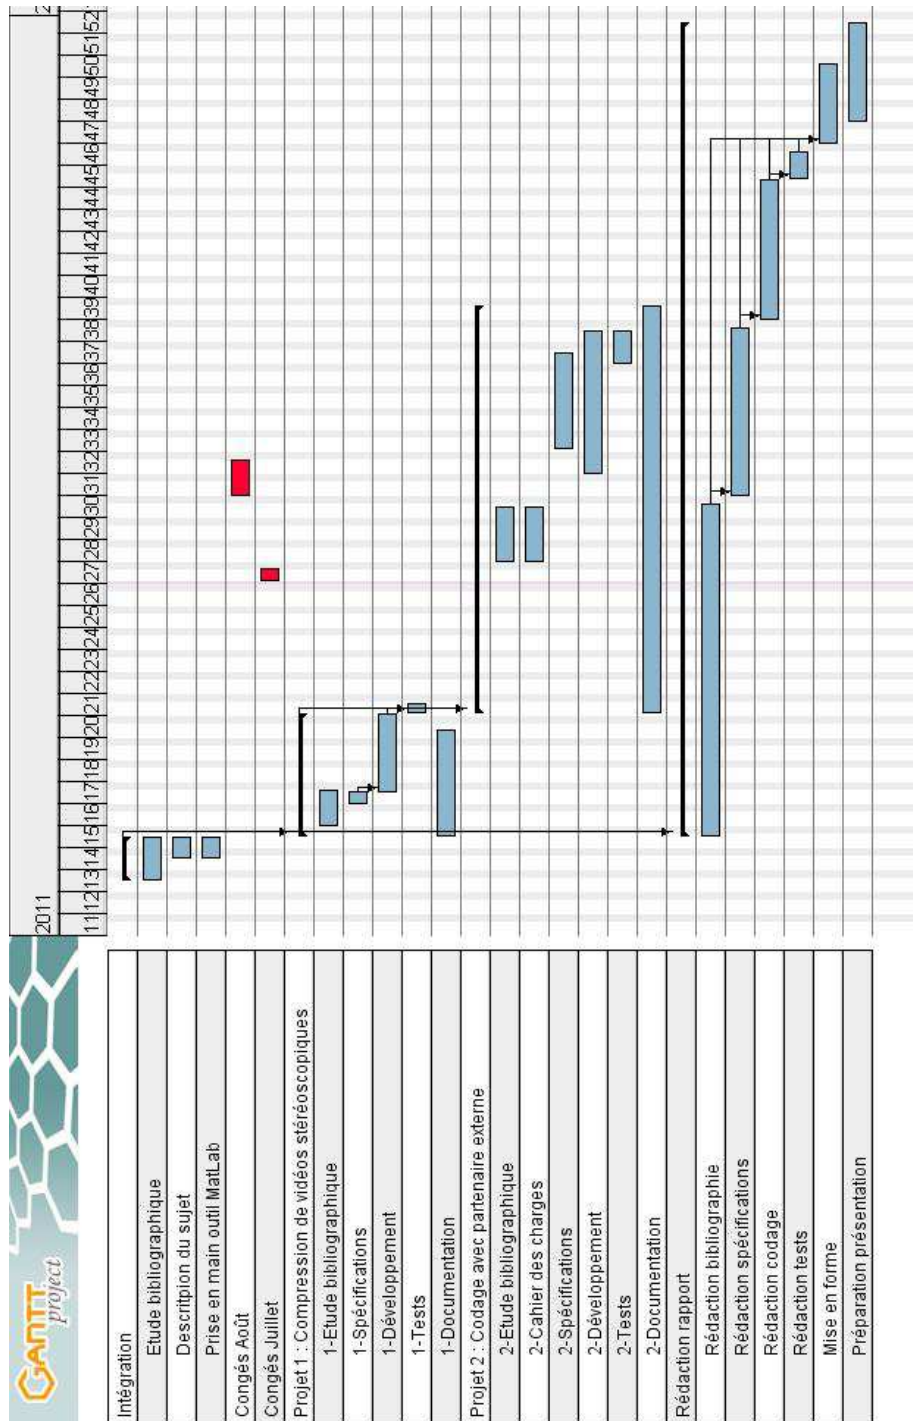 GANTT
project
2011
2
11 12 13 14 15 16 17 18 19 20 21 22 23 24 25 26 27 28 29 30 31 32 33 34 35 36 37 38 39 40 41 42 43 44 45 46 47 48 49 50 51 52
Intégration
Etude bibliographique
Descritption du sujet
Prise en main outil MatLab
Congés Août
Congés Juillet
Projet 1 : Compression de vidéos stéréoscopiques
1-Etude bibliographique
1-Spécifications
1-Développement
1-Tests
1-Documentation
Projet 2 : Codage avec partenaire externe
2-Etude bibliographique
2-Cahier des charges
2-Spécifications
2-Développement
2-Tests
2-Documentation
Rédaction rapport
Rédaction bibliographie
Rédaction spécifications
Rédaction codage
Rédaction tests
Mise en forme
Préparation présentation